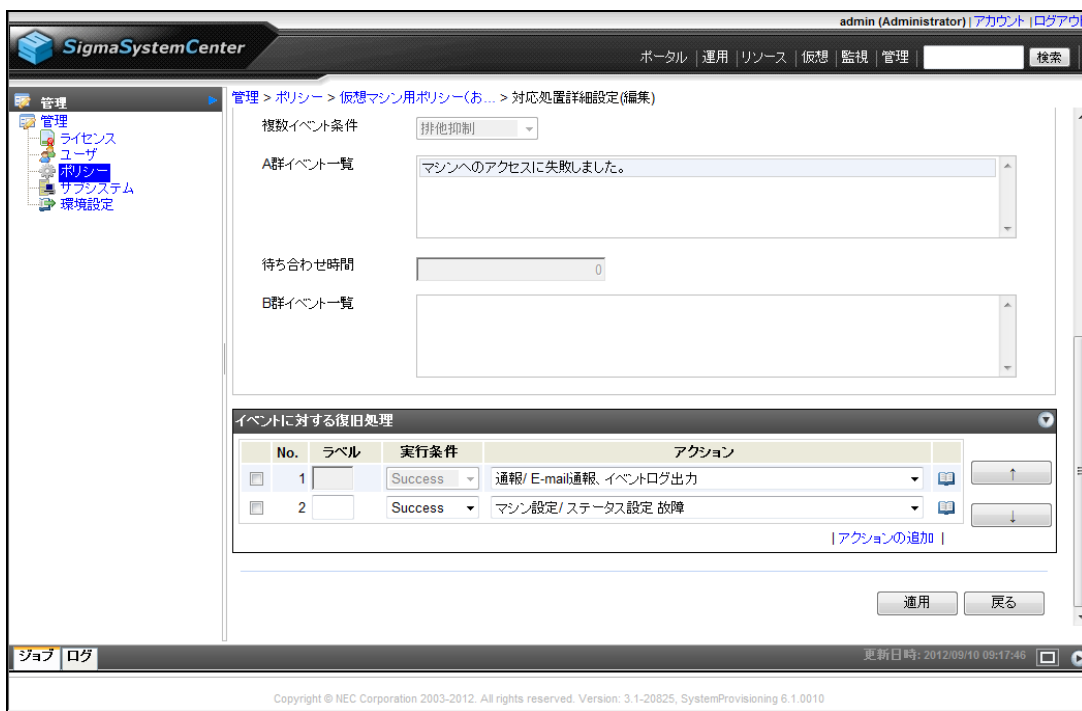 admin (Administrator) | アカウント | ログアウト
SigmaSystemCenter
ポータル | 運用 | リソース | 仮想 | 監視 | 管理 | 検索
管理
管理 > ポリシー > 仮想マシン用ポリシー(お... > 対応処置詳細設定(編集)
管理
ライセンス
ユーザ
ポリシー
サブシステム
環境設定
複数イベント条件 排他抑制
A群イベント一覧 マシンへのアクセスに失敗しました。
待ち合わせ時間 0
B群イベント一覧
イベントに対する復旧処理
No. ラベル 実行条件 アクション
1 Success 通報/ E-mail通報、イベントログ出力 ↑
2 Success マシン設定/ ステータス設定 故障 ↓
| アクションの追加 |
適用 戻る
ジョブ ログ 更新日時: 2012/09/10 09:17:46
Copyright © NEC Corporation 2003-2012. All rights reserved. Version: 3.1-20825, SystemProvisioning 6.1.0010